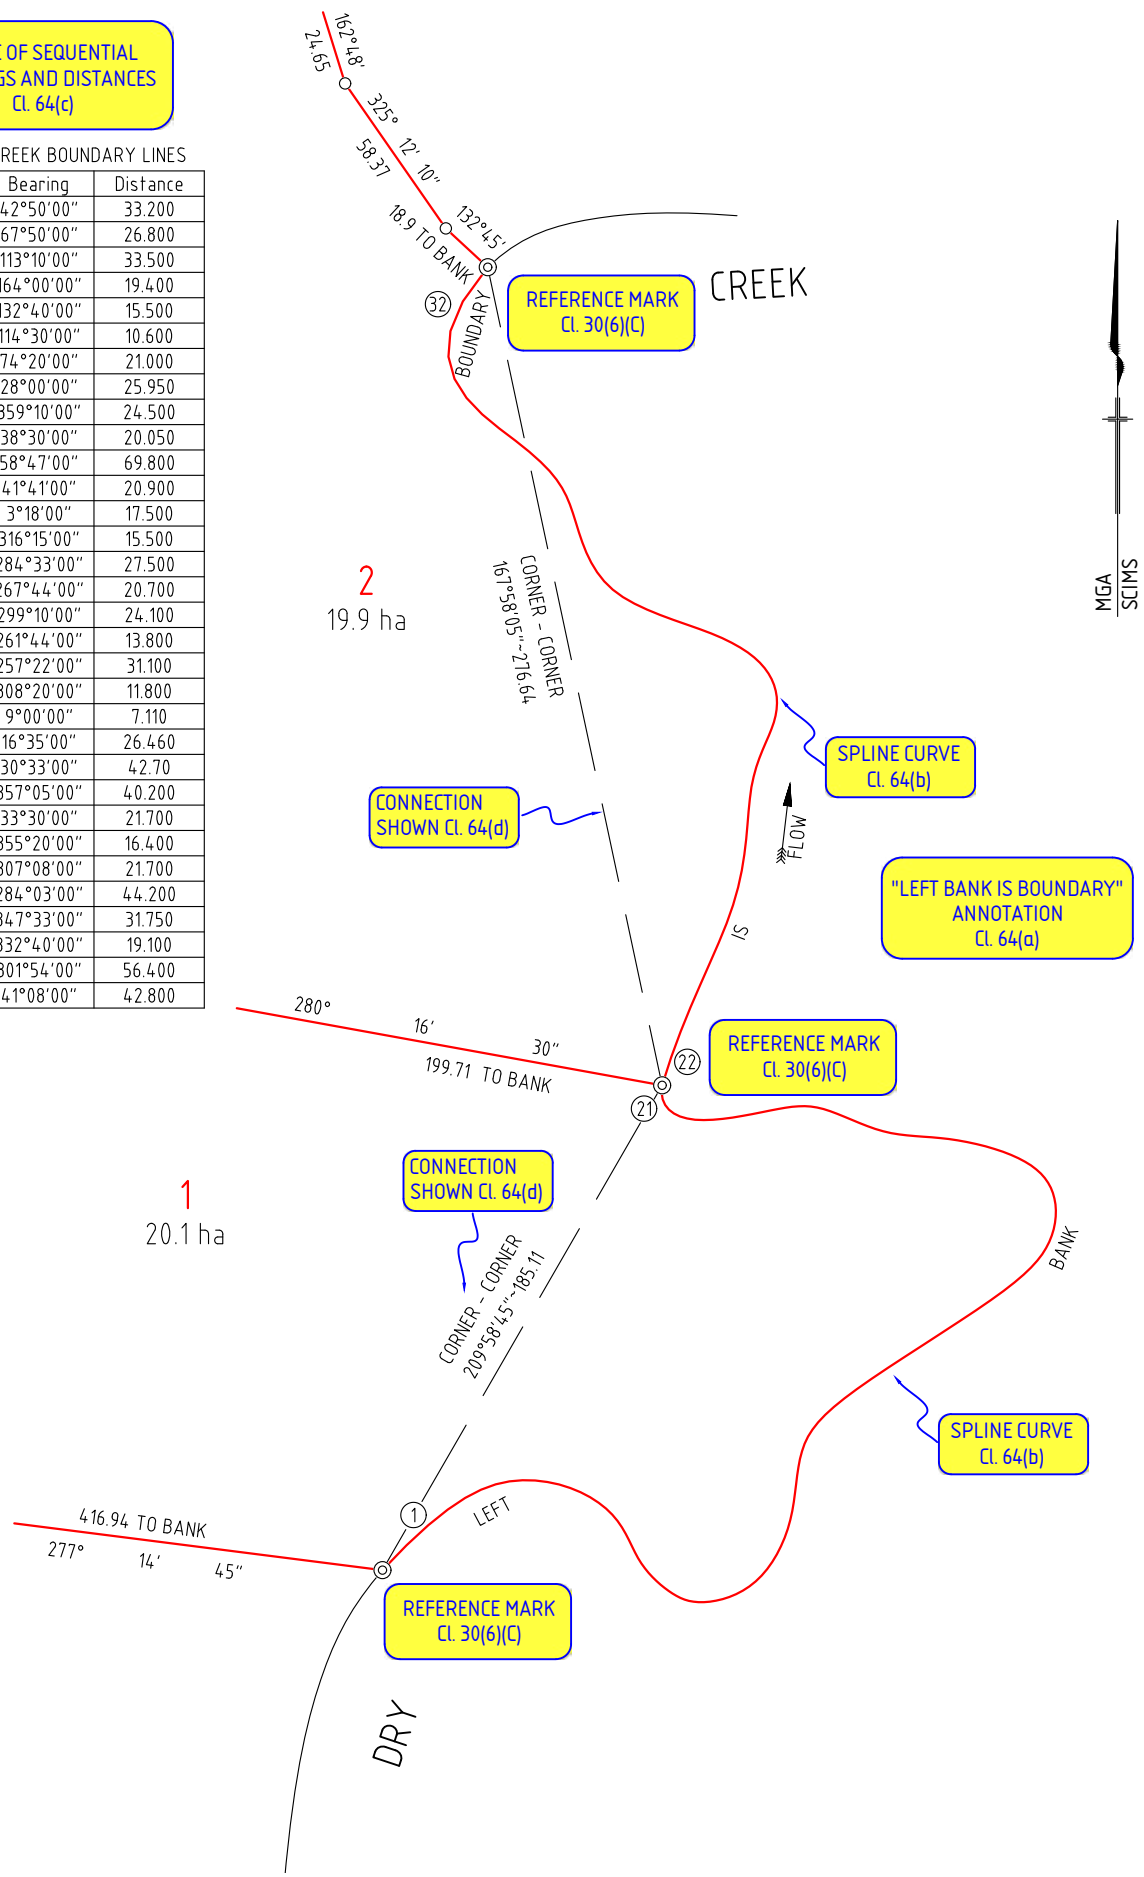 OF SEQUENTIAL
GS AND DISTANCES
Cl. 64(c)
REEK BOUNDARY LINES
Bearing Distance
42°50'00" 33.200
67°50'00" 26.800
113°10'00" 33.500
164°00'00" 19.400
132°40'00" 15.500
114°30'00" 10.600
74°20'00" 21.000
28°00'00" 25.950
359°10'00" 24.500
38°30'00" 20.050
58°47'00" 69.800
41°41'00" 20.900
3°18'00" 17.500
316°15'00" 15.500
284°33'00" 27.500
267°44'00" 20.700
299°10'00" 24.100
261°44'00" 13.800
257°22'00" 31.100
308°20'00" 11.800
9°00'00" 7.110
16°35'00" 26.460
30°33'00" 42.70
357°05'00" 40.200
33°30'00" 21.700
355°20'00" 16.400
307°08'00" 21.700
284°03'00" 44.200
347°33'00" 31.750
332°40'00" 19.100
301°54'00" 56.400
41°08'00" 42.800
162°48'
24.65
325° 12' 10"
58.37
132°45'
18.9 TO BANK
32
BOUNDARY
REFERENCE MARK
Cl. 30(6)(C)
CREEK
MGA
SCIMS
2
19.9 ha
CORNER - CORNER
167°58'05"~276.64
SPLINE CURVE
Cl. 64(b)
CONNECTION
SHOWN Cl. 64(d)
FLOW
"LEFT BANK IS BOUNDARY"
ANNOTATION
Cl. 64(a)
IS
280° 16' 30"
199.71 TO BANK
22
REFERENCE MARK
Cl. 30(6)(C)
21
CONNECTION
SHOWN Cl. 64(d)
1
20.1 ha
CORNER - CORNER
209°58'45"~185.11
BANK
SPLINE CURVE
Cl. 64(b)
1
LEFT
416.94 TO BANK
277° 14' 45"
REFERENCE MARK
Cl. 30(6)(C)
DRY